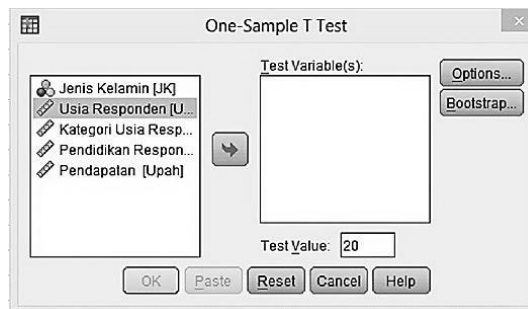 One-Sample T Test
Test Variable(s):
Jenis Kelamin [JK]
Usia Responden [U...
Kategori Usia Resp...
Pendidikan Respon...
Pendapalan [Upah]
Options...
Bootstrap...
Test Value: 20
OK Paste Reset Cancel Help